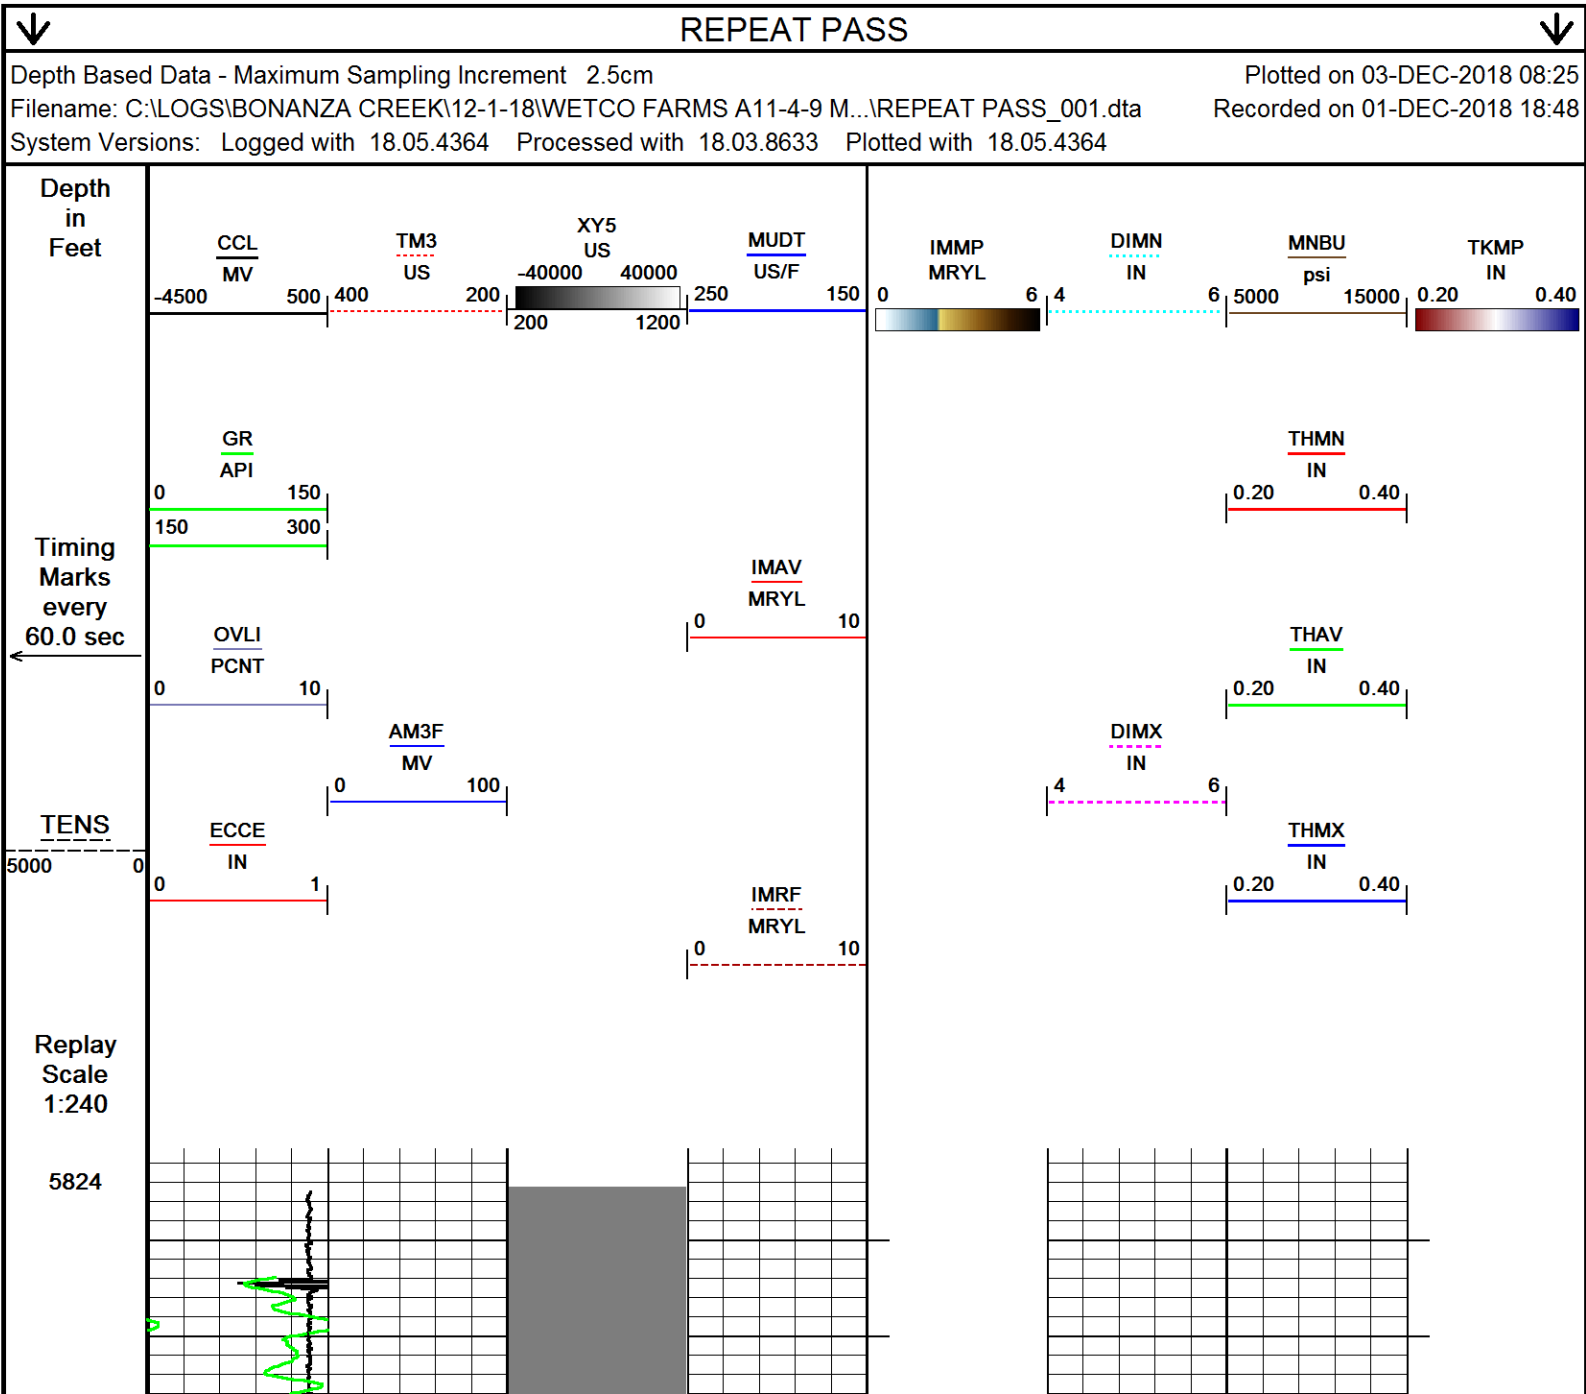 REPEAT PASS
Depth Based Data - Maximum Sampling Increment 2.5cm
Plotted on 03-DEC-2018 08:25
Filename: C:\LOGS\BONANZA CREEK\12-1-18\WETCO FARMS A11-4-9 M...\REPEAT PASS_001.dta
Recorded on 01-DEC-2018 18:48
System Versions: Logged with 18.05.4364 Processed with 18.03.8633 Plotted with 18.05.4364
Depth
in
Feet
CCL
MV
-4500 500
TM3
US
400 200
XY5
US
-40000 40000
200 1200
MUDT
US/F
250 150
IMMP
MRYL
0 6
DIMN
IN
4 6
MNBU
psi
5000 15000
TKMP
IN
0.20 0.40
GR
API
0 150
150 300
THMN
IN
0.20 0.40
Timing
Marks
every
60.0 sec
IMAV
MRYL
0 10
OVLI
PCNT
0 10
THAV
IN
0.20 0.40
AM3F
MV
0 100
DIMX
IN
4 6
TENS
5000 0
ECCE
IN
0 1
THMX
IN
0.20 0.40
IMRF
MRYL
0 10
Replay
Scale
1:240
5824